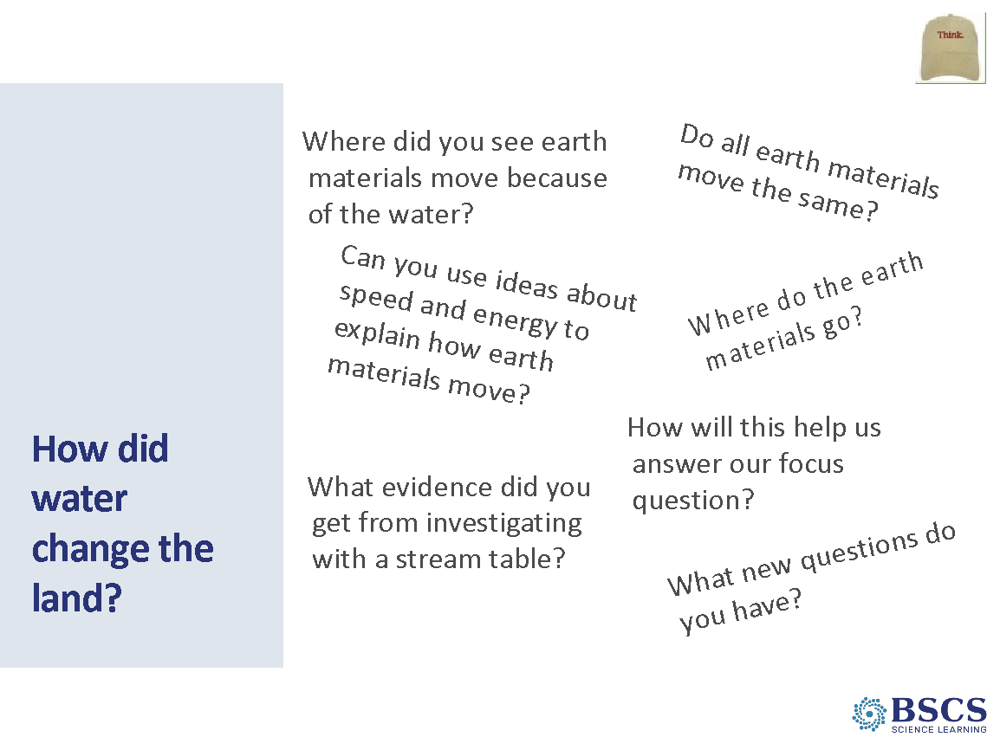 Think.
How did
water
change the
land?
Where did you see earth
materials move because
of the water?
Do all earth materials
move the same?
Can you use ideas about
speed and energy to
explain how earth
materials move?
Where do the earth
materials go?
What evidence did you
get from investigating
with a stream table?
How will this help us
answer our focus
question?
What new questions do
you have?
BSCS
SCIENCE LEARNING